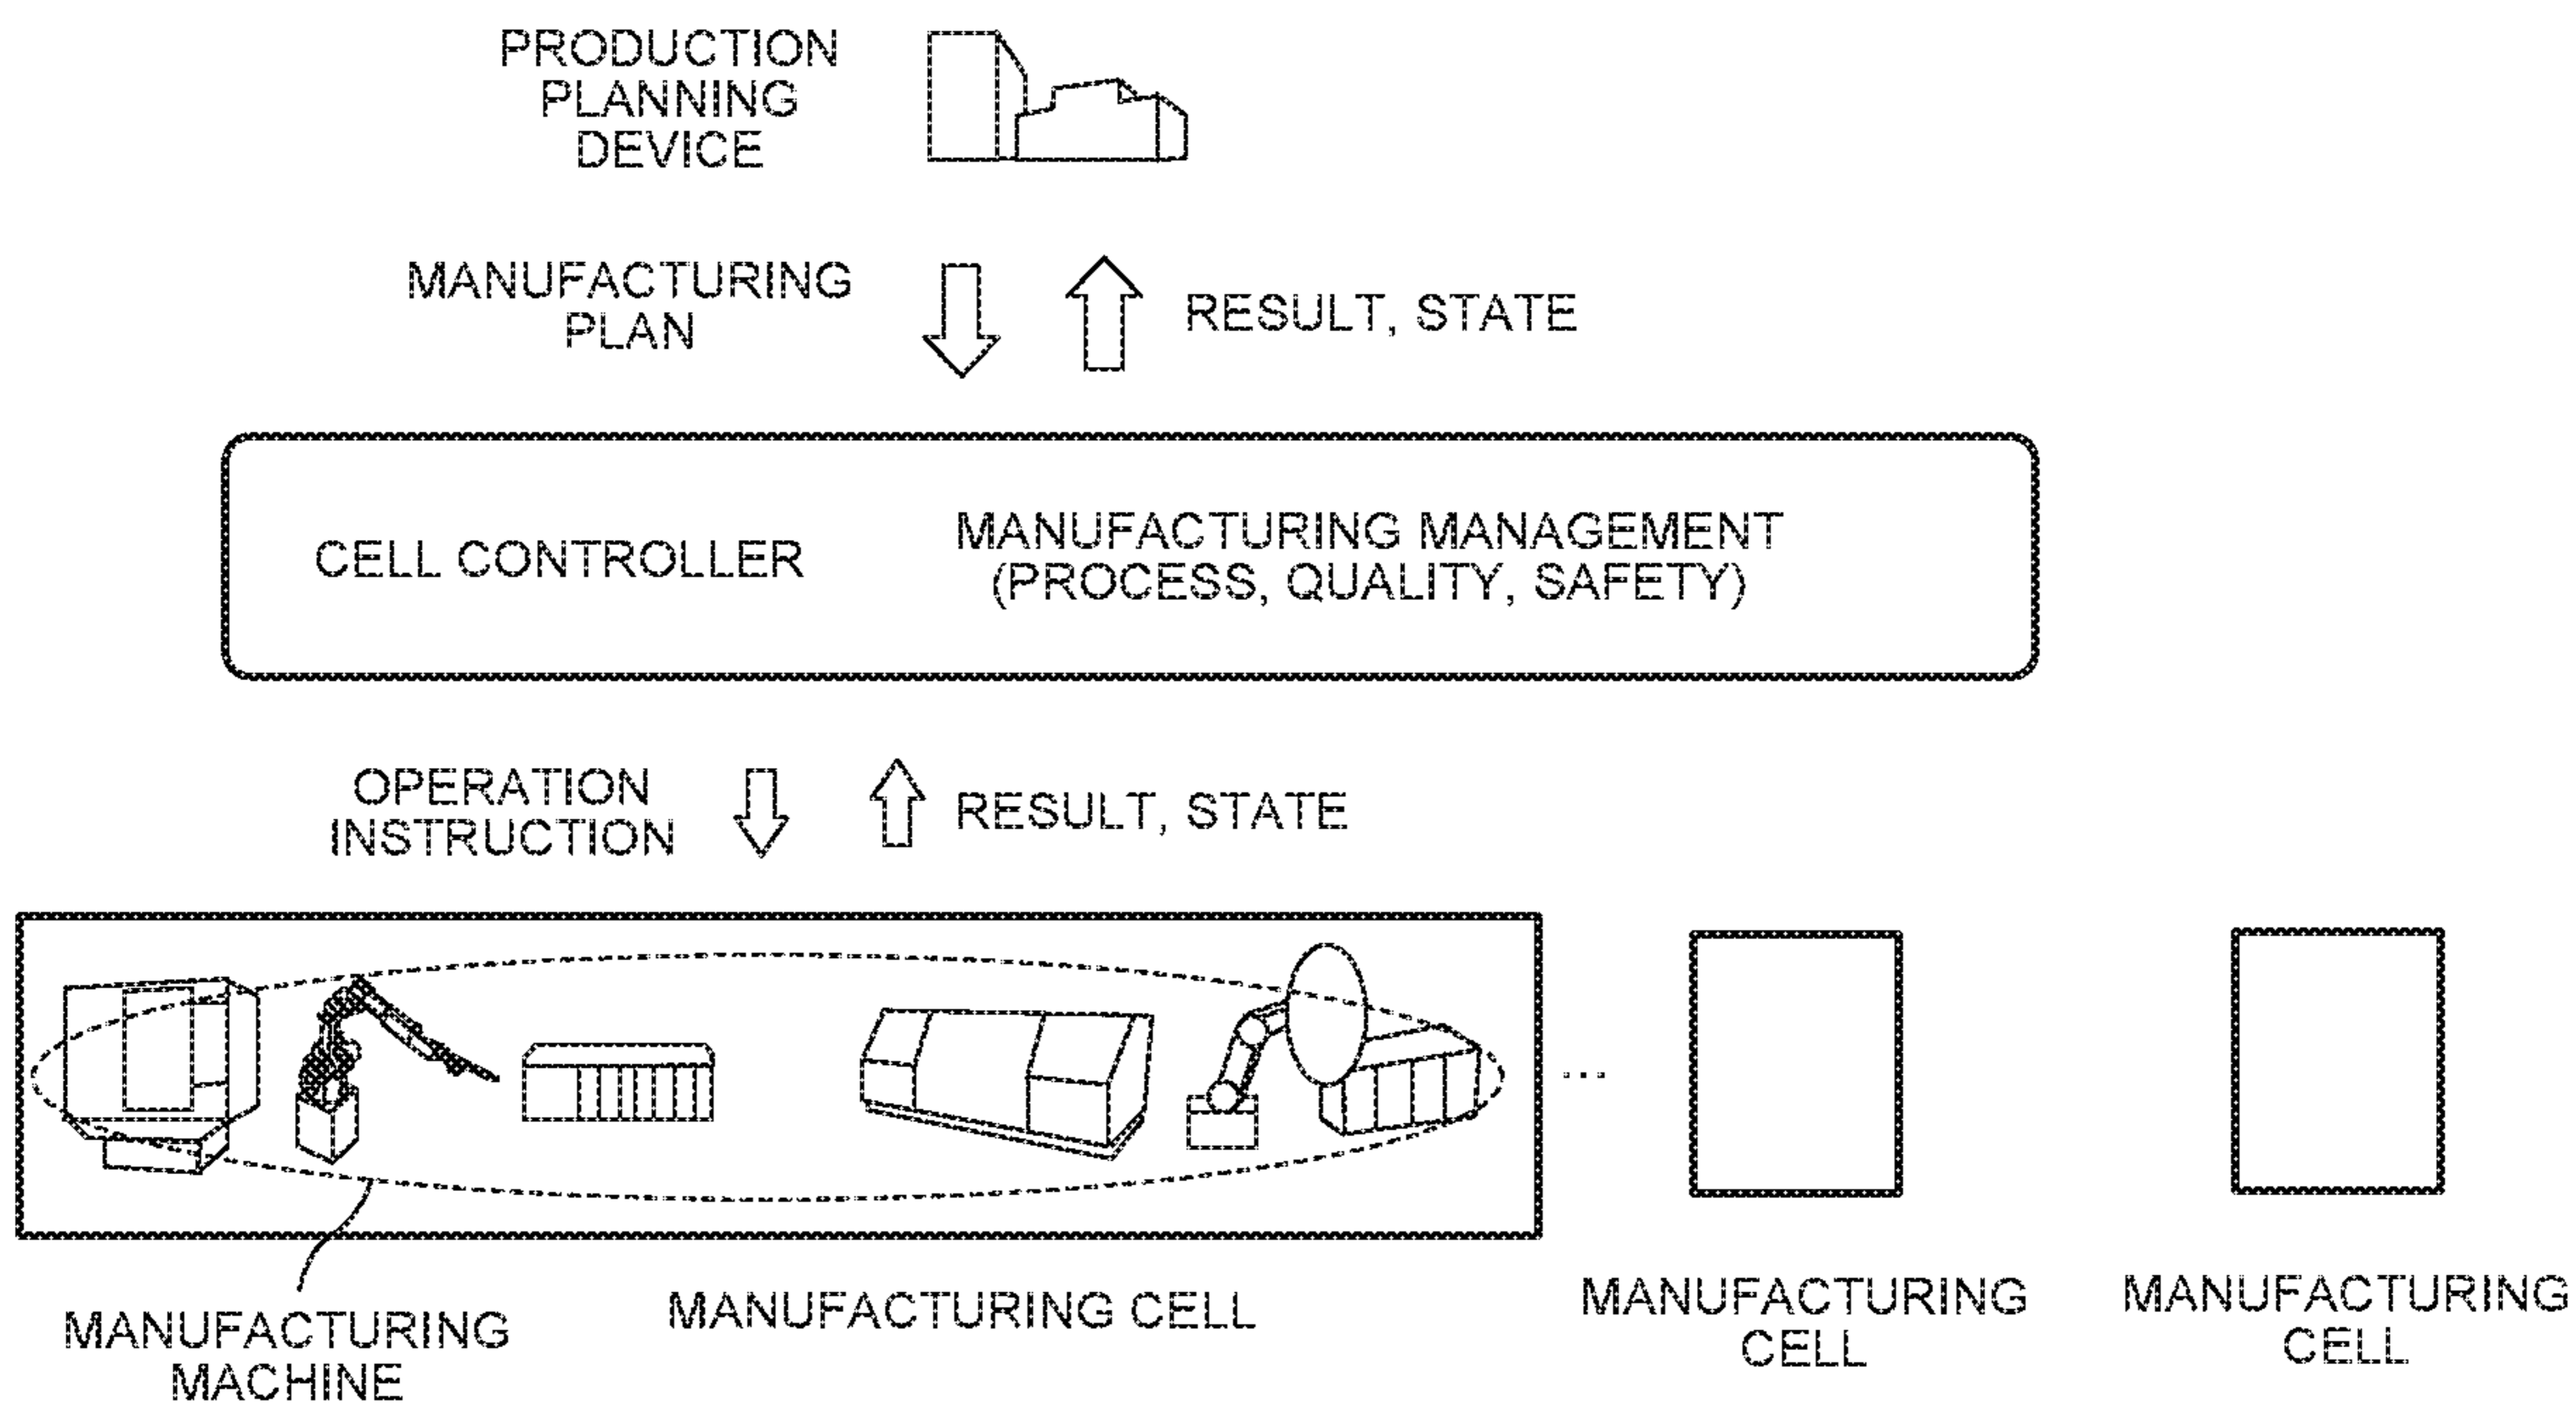 PRODUCTION
PLANNING
DEVICE
MANUFACTURING
PLAN
RESULT, STATE
CELL CONTROLLER
MANUFACTURING MANAGEMENT
(PROCESS, QUALITY, SAFETY)
OPERATION
INSTRUCTION
RESULT, STATE
...
MANUFACTURING
MACHINE
MANUFACTURING CELL
MANUFACTURING
CELL
MANUFACTURING
CELL